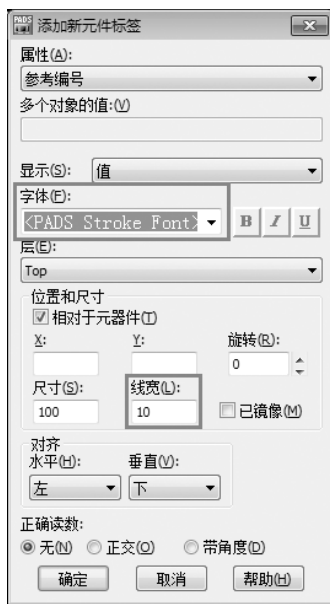 PADS 添加新元件标签
属性(A):
参考编号
多个对象的值:(V)
显示(S): 值
字体(F):
<PADS Stroke Font> B I U
层(E):
Top
位置和尺寸
相对于元器件(T)
X: Y: 旋转(R):
0
尺寸(S): 线宽(L):
100 10 已镜像(M)
对齐
水平(H): 垂直(V):
左 下
正确读数:
无(N) 正交(O) 带角度(D)
确定 取消 帮助(H)